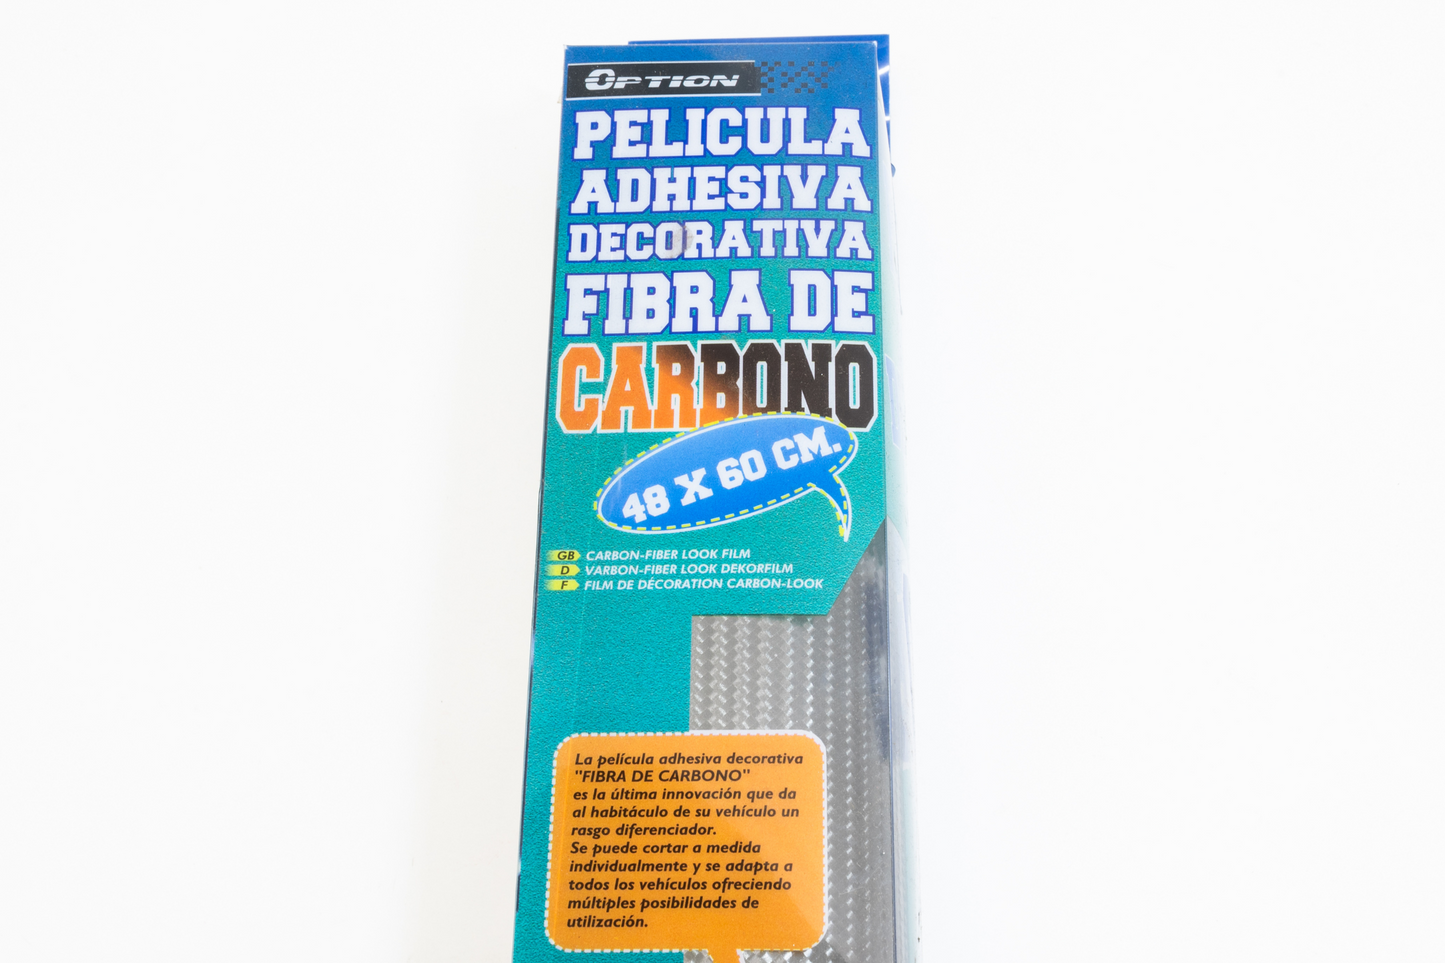 OPTION
PELICULA
ADHESIVA
DECORATIVA
FIBRA DE
CARBONO
48 X 60 CM.
GB CARBON-FIBER LOOK FILM
D VARBON-FIBER LOOK DEKORFILM
F FILM DE DÉCORATION CARBON-LOOK
La película adhesiva decorativa
"FIBRA DE CARBONO"
es la última innovación que da
al habitáculo de su vehículo un
rasgo diferenciador.
Se puede cortar a medida
individualmente y se adapta a
todos los vehículos ofreciendo
múltiples posibilidades de
utilización.